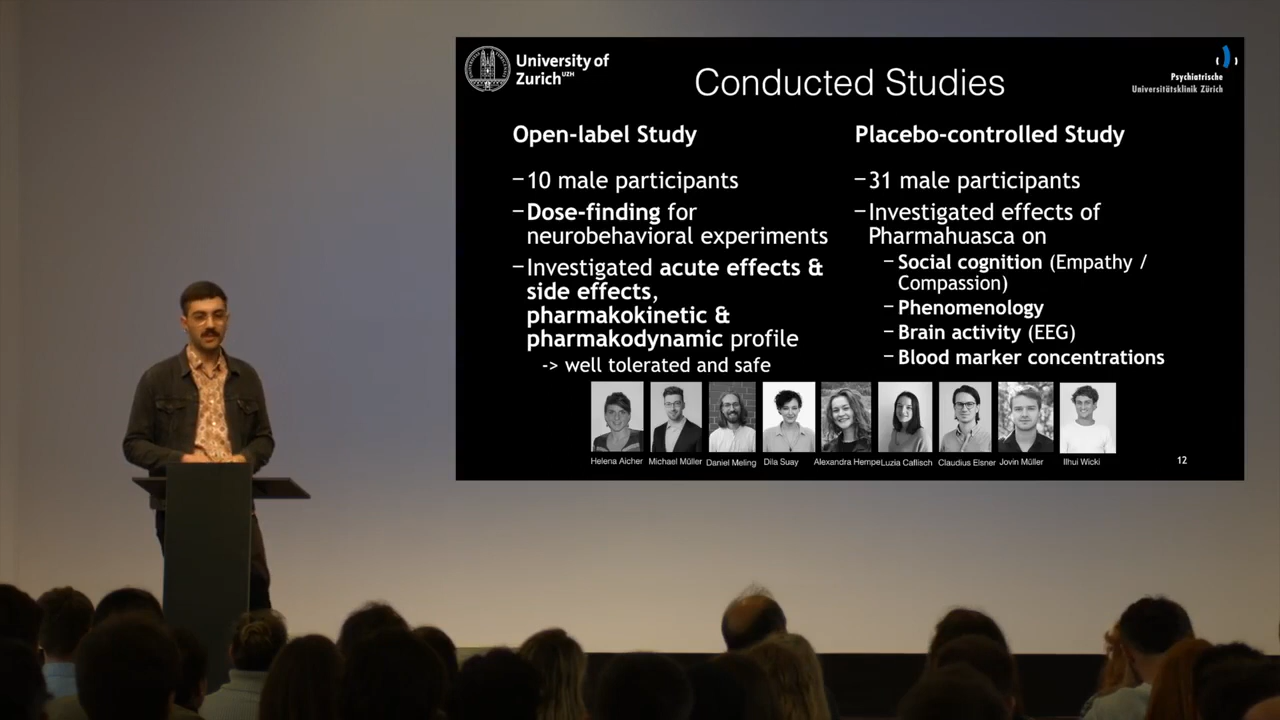 University of
Zurich UZH
Conducted Studies
Psychiatrische
Universitätsklinik Zürich
Open-label Study
– 10 male participants
– Dose-finding for
neurobehavioral experiments
– Investigated acute effects &
side effects,
pharmakokinetic &
pharmakodynamic profile
-> well tolerated and safe
Placebo-controlled Study
– 31 male participants
– Investigated effects of
Pharmahuasca on
– Social cognition (Empathy /
Compassion)
– Phenomenology
– Brain activity (EEG)
– Blood marker concentrations
Helena Aicher Michael Müller Daniel Meling Dila Suay Alexandra Hempe Luzia Caflisch Claudius Elsner Jovin Müller Ilhui Wicki
12